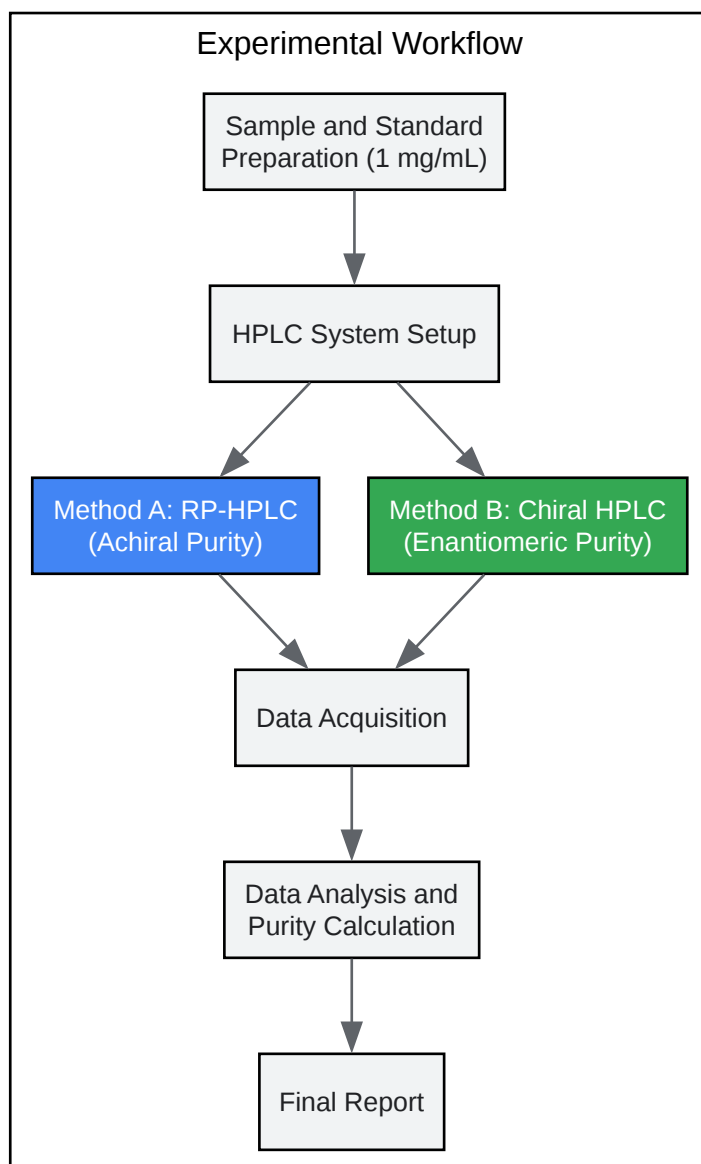 Experimental Workflow
Sample and Standard
Preparation (1 mg/mL)
HPLC System Setup
Method A: RP-HPLC
(Achiral Purity)
Method B: Chiral HPLC
(Enantiomeric Purity)
Data Acquisition
Data Analysis and
Purity Calculation
Final Report